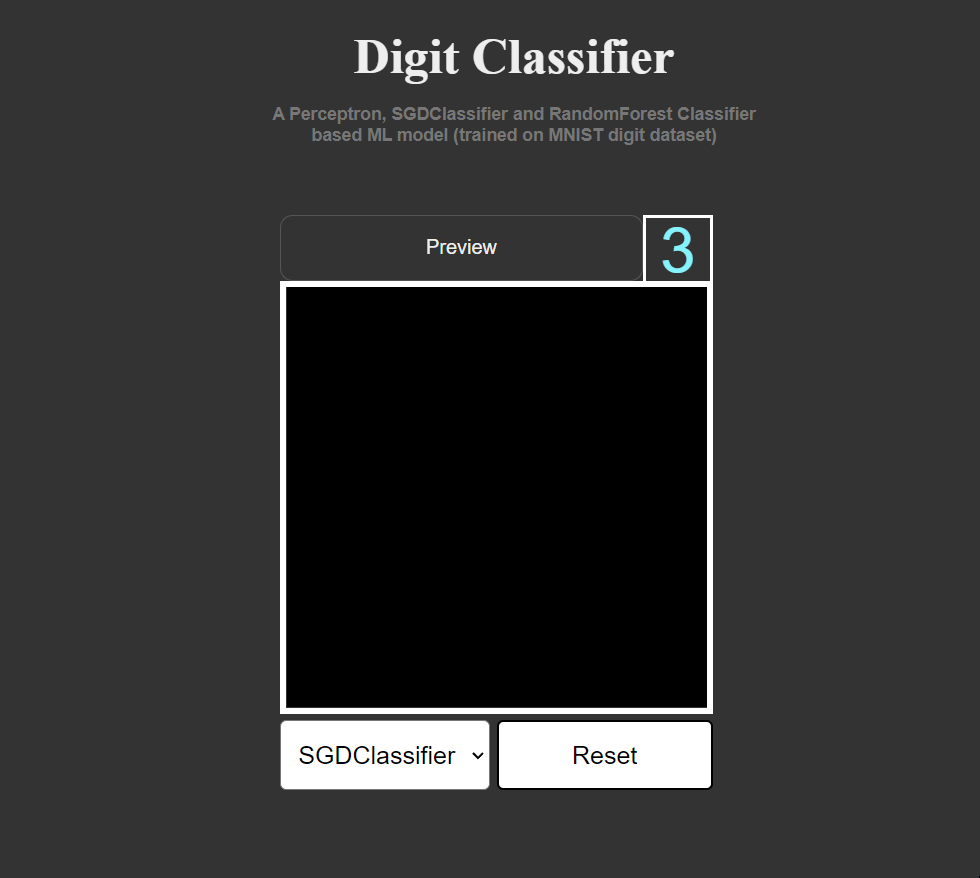 Digit Classifier
A Perceptron, SGDClassifier and RandomForest Classifier
based ML model (trained on MNIST digit dataset)
Preview
3
SGDClassifier
Reset